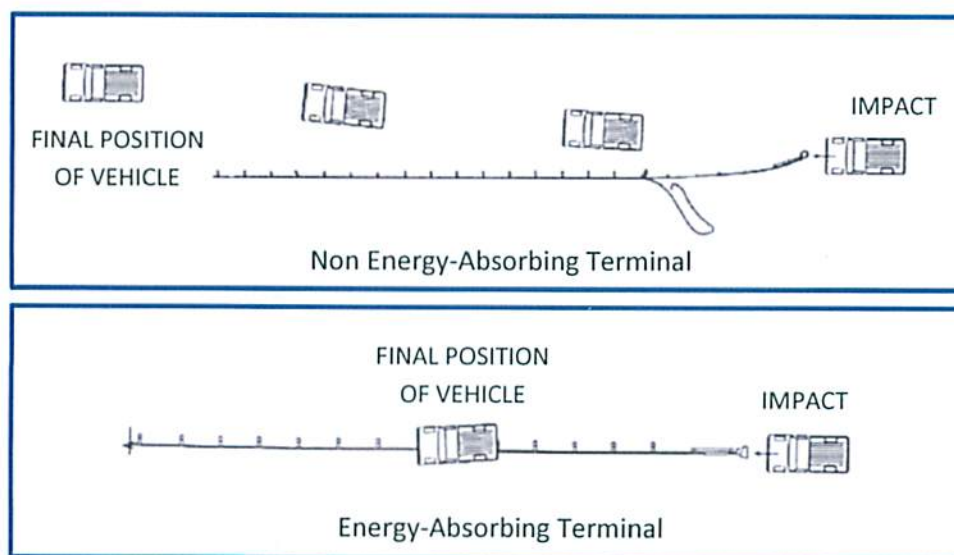 IMPACT
FINAL POSITION
OF VEHICLE
Non Energy-Absorbing Terminal
FINAL POSITION
OF VEHICLE
IMPACT
Energy-Absorbing Terminal